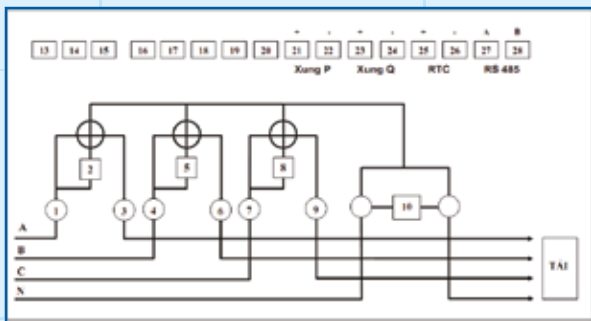 + - + - + - A B
13 14 15 16 17 18 19 20 21 22 23 24 25 26 27 28
Xung P Xung Q RTC RS 485
2 5 8
1 3 4 6 7 9 10
A
B
C
N
TẢI